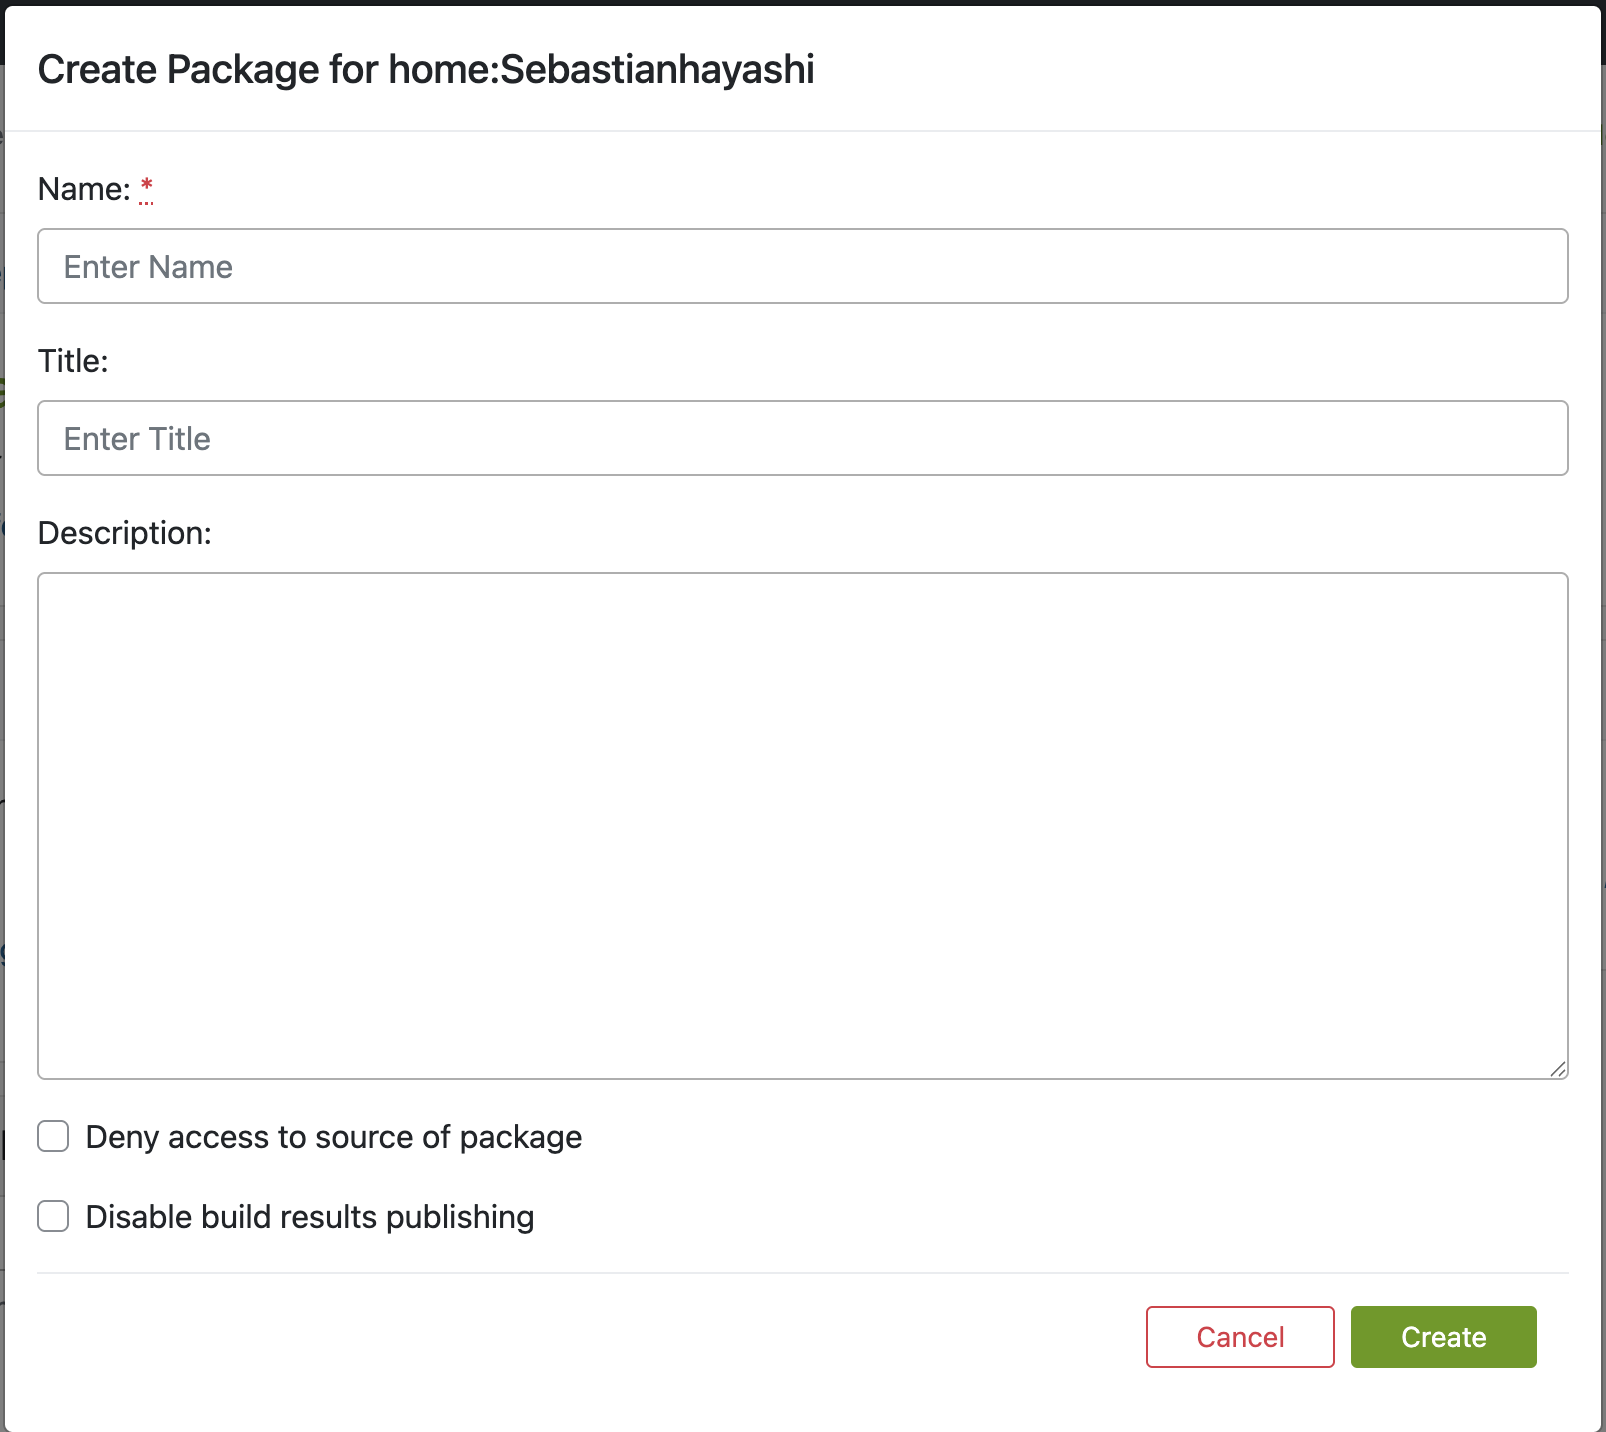 Create Package for home:Sebastianhayashi
Name: *
Enter Name
Title:
Enter Title
Description:
Deny access to source of package
Disable build results publishing
Cancel Create